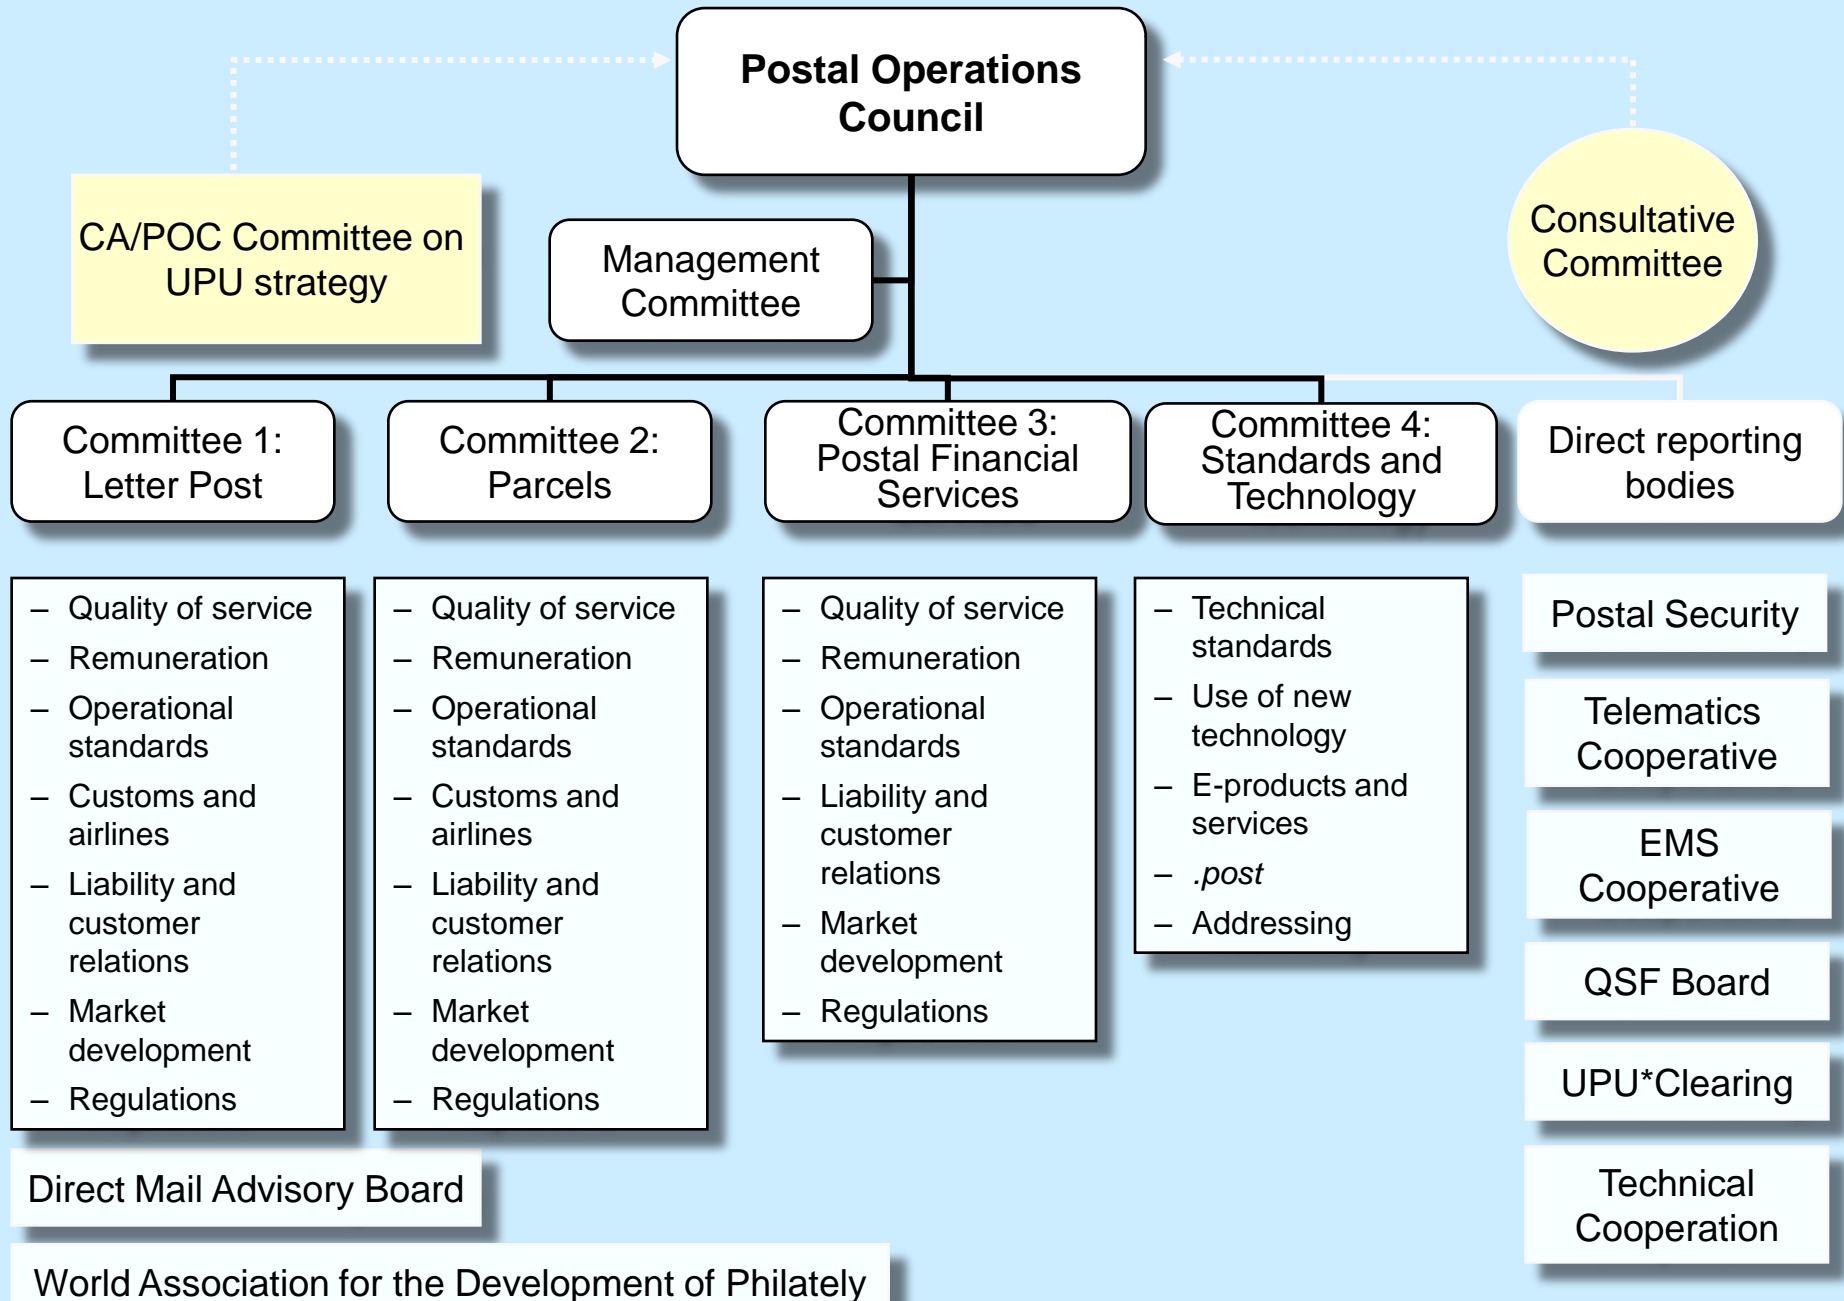 Postal Operations
Council
CA/POC Committee on
UPU strategy
Management
Committee
Consultative
Committee
Committee 1:
Letter Post
Committee 2:
Parcels
Committee 3:
Postal Financial
Services
Committee 4:
Standards and
Technology
Direct reporting
bodies
– Quality of service
– Remuneration
– Operational
standards
– Customs and
airlines
– Liability and
customer
relations
– Market
development
– Regulations
– Quality of service
– Remuneration
– Operational
standards
– Customs and
airlines
– Liability and
customer
relations
– Market
development
– Regulations
– Quality of service
– Remuneration
– Operational
standards
– Liability and
customer
relations
– Market
development
– Regulations
– Technical
standards
– Use of new
technology
– E-products and
services
– .post
– Addressing
Postal Security
Telematics
Cooperative
EMS
Cooperative
QSF Board
UPU*Clearing
Technical
Cooperation
Direct Mail Advisory Board
World Association for the Development of Philately